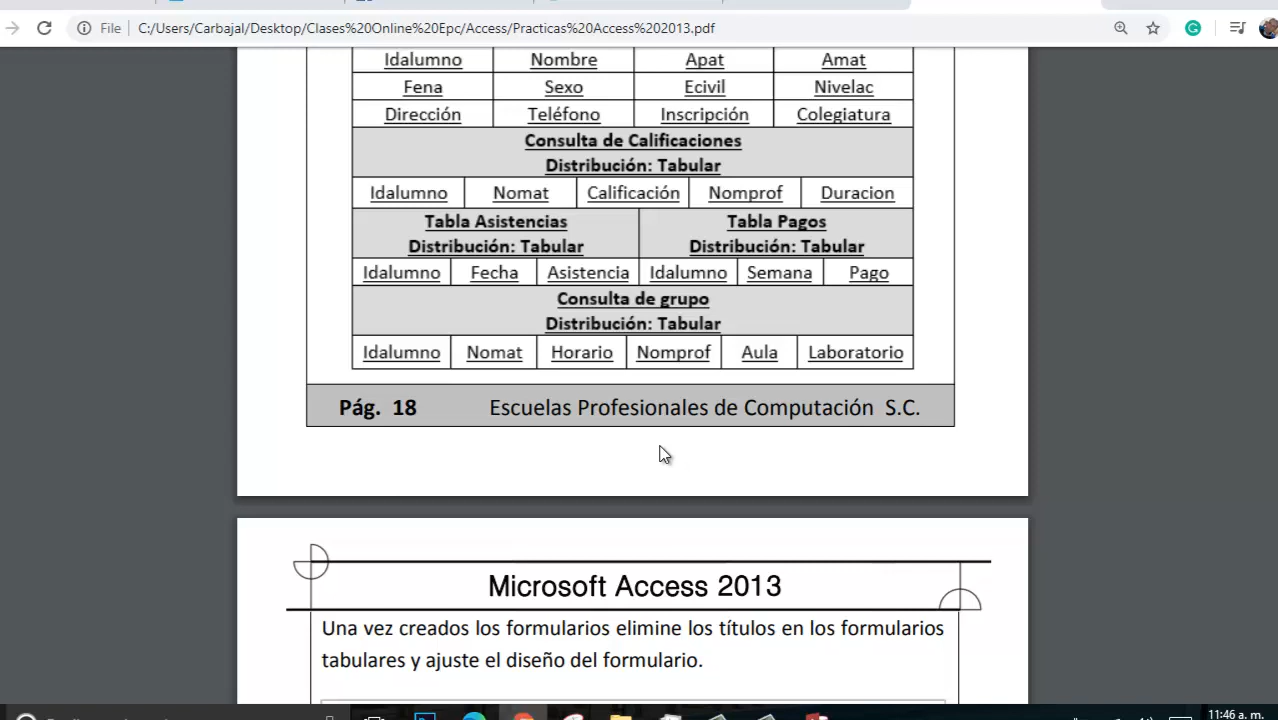 File C:/Users/Carbajal/Desktop/Clases%20Online%20Epc/Access/Practicas%20Access%202013.pdf
Idalumno Nombre Apat Amat
Fena Sexo Ecivil Nivelac
Dirección Teléfono Inscripción Colegiatura
Consulta de Calificaciones
Distribución: Tabular
Idalumno Nomat Calificación Nomprof Duracion
Tabla Asistencias Tabla Pagos
Distribución: Tabular Distribución: Tabular
Idalumno Fecha Asistencia Idalumno Semana Pago
Consulta de grupo
Distribución: Tabular
Idalumno Nomat Horario Nomprof Aula Laboratorio
Pág. 18 Escuelas Profesionales de Computación S.C.
Microsoft Access 2013
Una vez creados los formularios elimine los títulos en los formularios
tabulares y ajuste el diseño del formulario.
11:46 a. m.